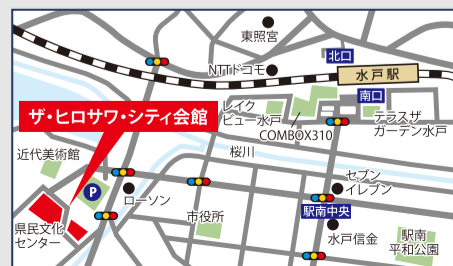 東照宮
北口
NTTドコモ
水戸駅
南口
レイク
ビュー水戸
COMBOX310
テラスザ
ガーデン水戸
ザ・ヒロサワ・シティ会館
近代美術館
桜川
P
ローソン
セブン
イレブン
市役所
駅南中央
県民文化
センター
水戸信金
駅南
平和公園